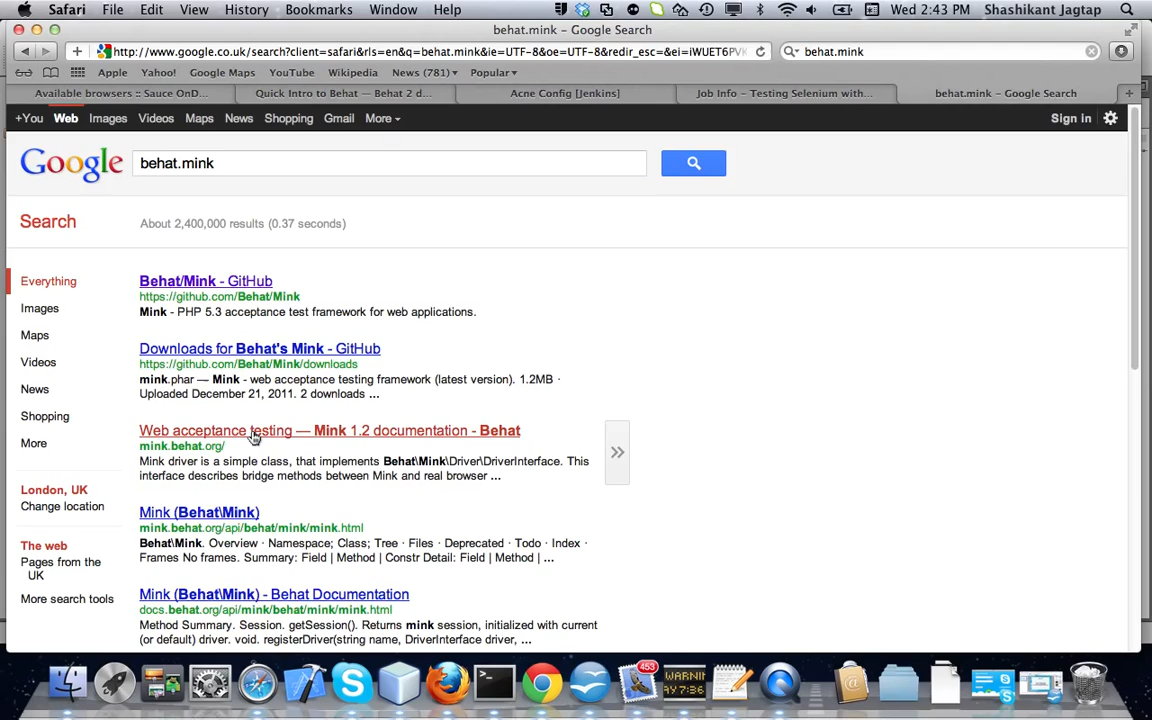 Safari File Edit View History Bookmarks Window Help Wed 2:43 PM Shashikant Jagtap
behat.mink – Google Search
http://www.google.co.uk/search?client=safari&rls=en&q=behat.mink&ie=UTF-8&oe=UTF-8&redir_esc=&ei=iWUET6PVK behat.mink
Apple Yahoo! Google Maps YouTube Wikipedia News (781) Popular
Available browsers :: Sauce OnD... Quick Intro to Behat — Behat 2 d... Acne Config [Jenkins] Job Info – Testing Selenium with... behat.mink – Google Search
+You Web Images Videos Maps News Shopping Gmail More Sign in
Google behat.mink
Search About 2,400,000 results (0.37 seconds)
Everything
Images
Maps
Videos
News
Shopping
More
London, UK
Change location
The web
Pages from the
UK
More search tools
Behat/Mink - GitHub
https://github.com/Behat/Mink
Mink - PHP 5.3 acceptance test framework for web applications.
Downloads for Behat's Mink - GitHub
https://github.com/Behat/Mink/downloads
mink.phar — Mink - web acceptance testing framework (latest version). 1.2MB ·
Uploaded December 21, 2011. 2 downloads ...
Web acceptance testing — Mink 1.2 documentation - Behat
mink.behat.org/
Mink driver is a simple class, that implements Behat\Mink\Driver\DriverInterface. This
interface describes bridge methods between Mink and real browser ...
Mink (Behat\Mink)
mink.behat.org/api/behat/mink/mink.html
Behat\Mink. Overview · Namespace; Class; Tree · Files · Deprecated · Todo · Index ·
Frames No frames. Summary: Field | Method | Constr Detail: Field | Method | ...
Mink (Behat\Mink) - Behat Documentation
docs.behat.org/api/mink/behat/mink/mink.html
Method Summary. Session. getSession(). Returns mink session, initialized with current
(or default) driver. void. registerDriver(string name, DriverInterface driver, ...
453
WARNIN
AY 7:36